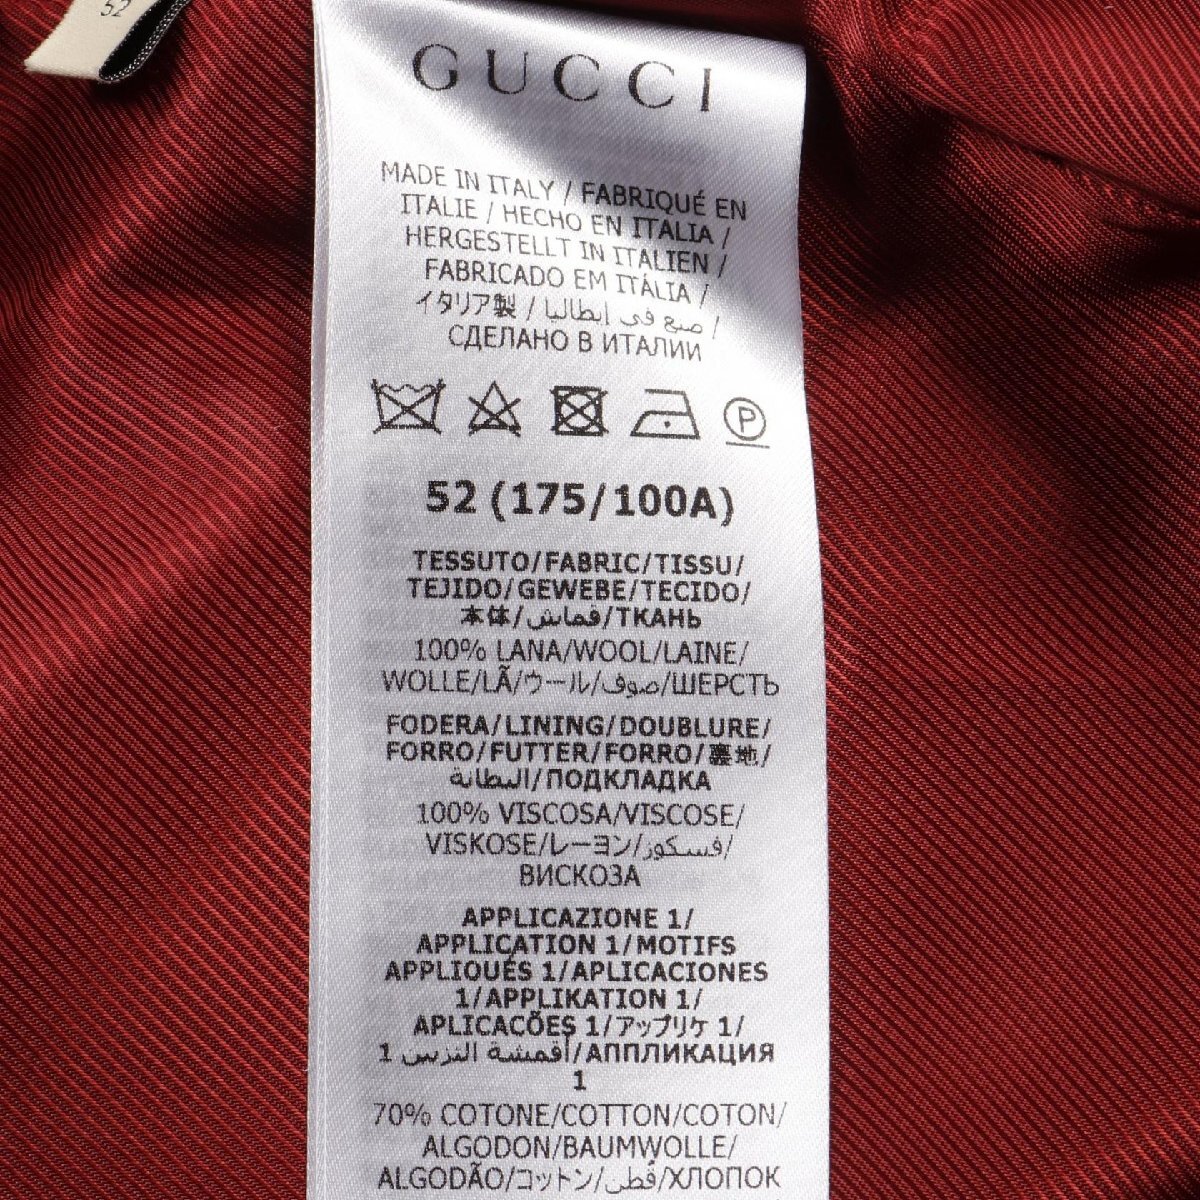 52
GUCCI
MADE IN ITALY / FABRIQUÉ EN
ITALIE / HECHO EN ITALIA /
HERGESTELLT IN ITALIEN /
FABRICADO EM ITÁLIA /
イタリア製 / صنع في إيطاليا /
СДЕЛАНО В ИТАЛИИ
P
52 (175/100A)
TESSUTO/FABRIC/TISSU/
TEJIDO/GEWEBE/TECIDO/
本体/قماش/ТКАНЬ
100% LANA/WOOL/LAINE/
WOLLE/LÃ/ウール/صوف/ШЕРСТЬ
FODERA/LINING/DOUBLURE/
FORRO/FUTTER/FORRO/裏地/
البطانة/ПОДКЛАДКА
100% VISCOSA/VISCOSE/
VISKOSE/レーヨン/فسكوز/
ВИСКОЗА
APPLICAZIONE 1/
APPLICATION 1/MOTIFS
APPLIQUÉS 1/APLICACIONES
1/APPLIKATION 1/
APLICACÕES 1/アップリケ 1/
1 أقمشة التزيين/АППЛИКАЦИЯ
1
70% COTONE/COTTON/COTON/
ALGODON/BAUMWOLLE/
ALGODÃO/コットン/قطن/ХЛОПОК